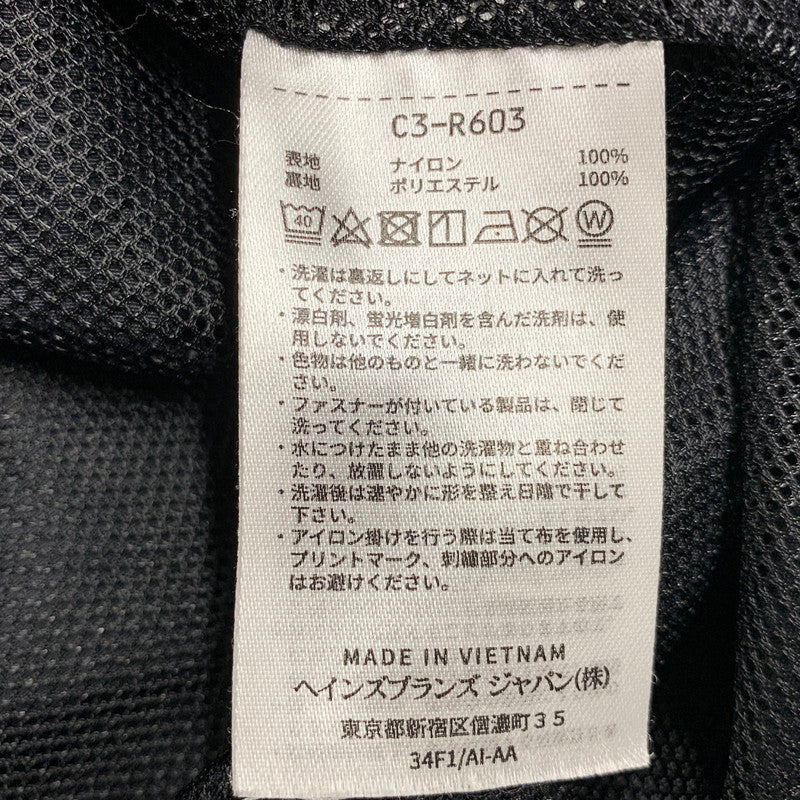 C3-R603
表地 ナイロン 100%
裏地 ポリエステル 100%
40 W
・洗濯は裏返しにしてネットに入れて洗っ
てください。
・漂白剤、蛍光増白剤を含んだ洗剤は、使
用しないでください。
・色物は他のものと一緒に洗わないでくだ
さい。
・ファスナーが付いている製品は、閉じて
洗ってください。
・水につけたまま他の洗濯物と重ね合わせ
たり、放置しないようにしてください。
・洗濯後は速やかに形を整え日陰で干して
下さい。
・アイロン掛けを行う際は当て布を使用し、
プリントマーク、刺繍部分へのアイロン
はお避けください。
MADE IN VIETNAM
ヘインズブランズ ジャパン(株)
東京都新宿区信濃町35
34F1/AI-AA